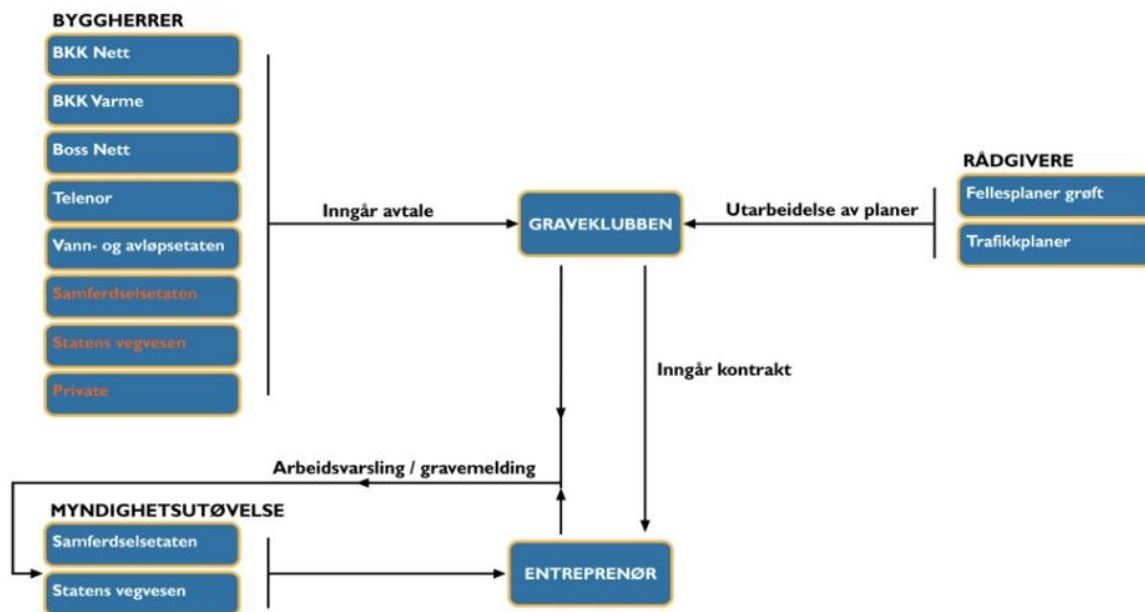 BYGGHERRER
BKK Nett
BKK Varme
Boss Nett
Telenor
Vann- og avløpsetaten
Samferdselsetaten
Statens vegvesen
Private
Inngår avtale
GRAVEKLUBBEN
Utarbeidelse av planer
RÅDGIVERE
Fellesplaner grøft
Trafikkplaner
Inngår kontrakt
Arbeidsvarsling / gravemelding
MYNDIGHETSUTØVELSE
Samferdselsetaten
Statens vegvesen
ENTREPRENØR